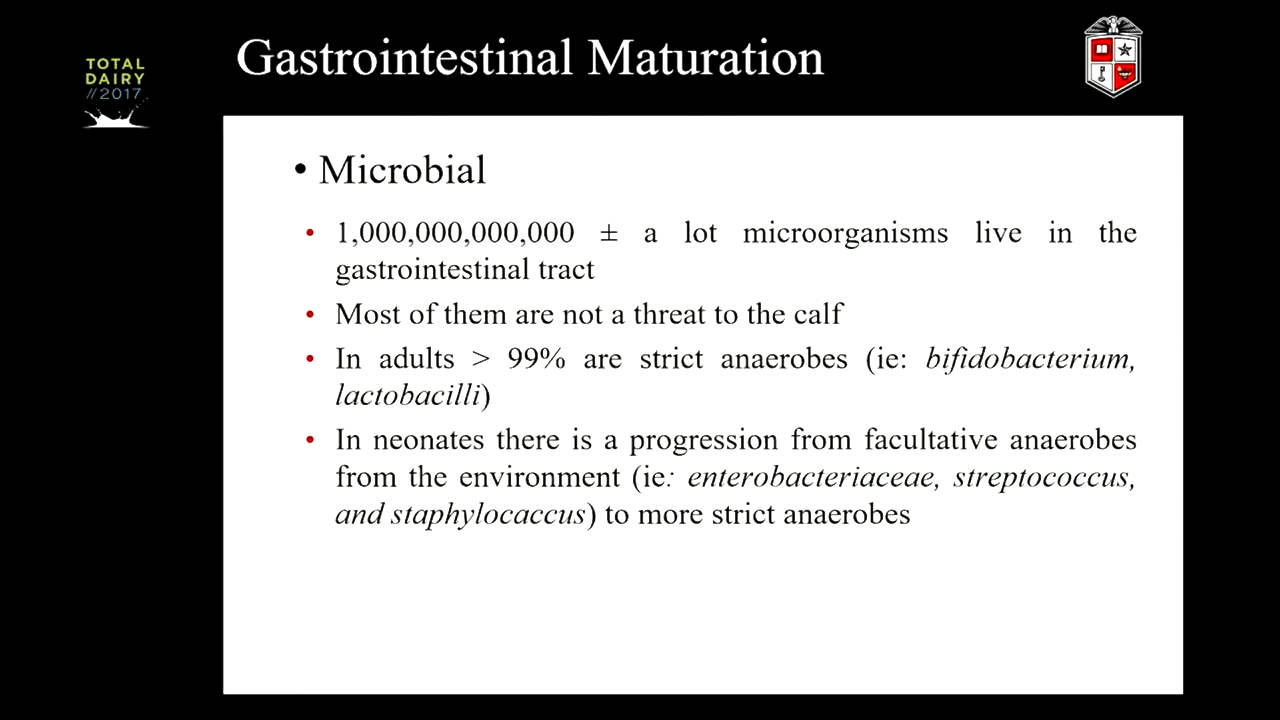 Gastrointestinal Maturation
TOTAL
DAIRY
//2017
• Microbial
• 1,000,000,000,000 ± a lot microorganisms live in the
gastrointestinal tract
• Most of them are not a threat to the calf
• In adults > 99% are strict anaerobes (ie: bifidobacterium,
lactobacilli)
• In neonates there is a progression from facultative anaerobes
from the environment (ie: enterobacteriaceae, streptococcus,
and staphylocaccus) to more strict anaerobes